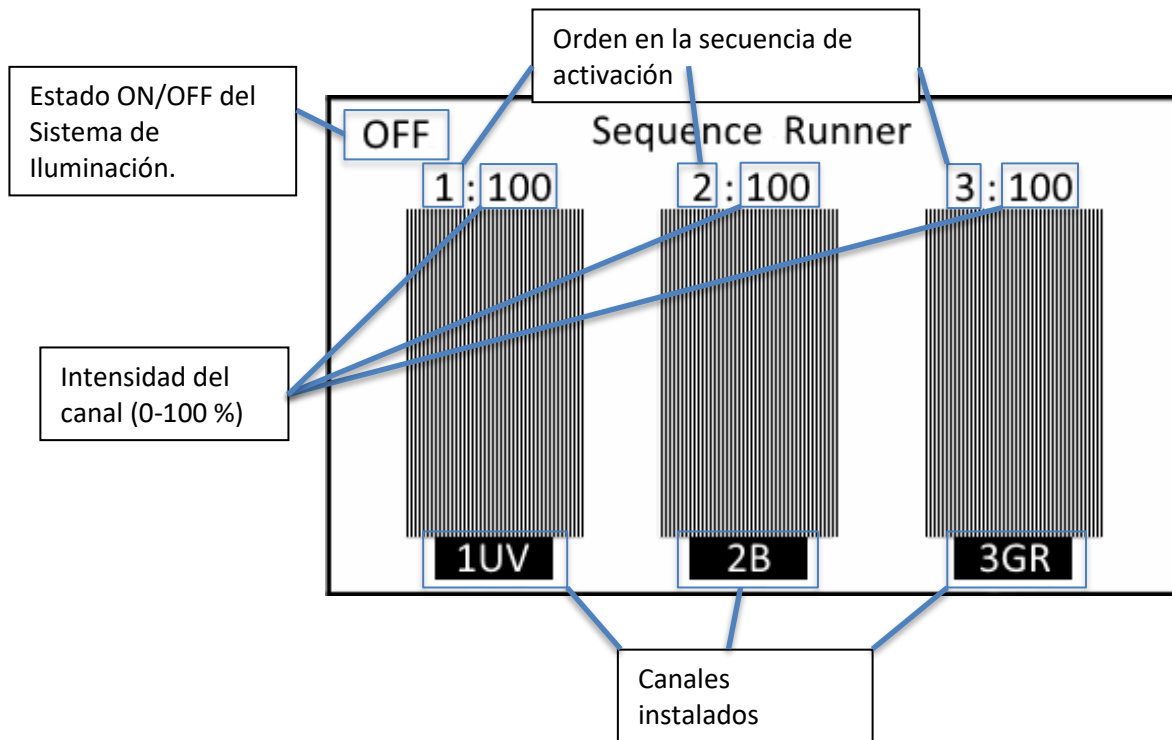 Orden en la secuencia de
activación
Estado ON/OFF del
Sistema de
Iluminación.
OFF
Sequence Runner
1 : 100
2 : 100
3 : 100
Intensidad del
canal (0-100 %)
1UV
2B
3GR
Canales
instalados